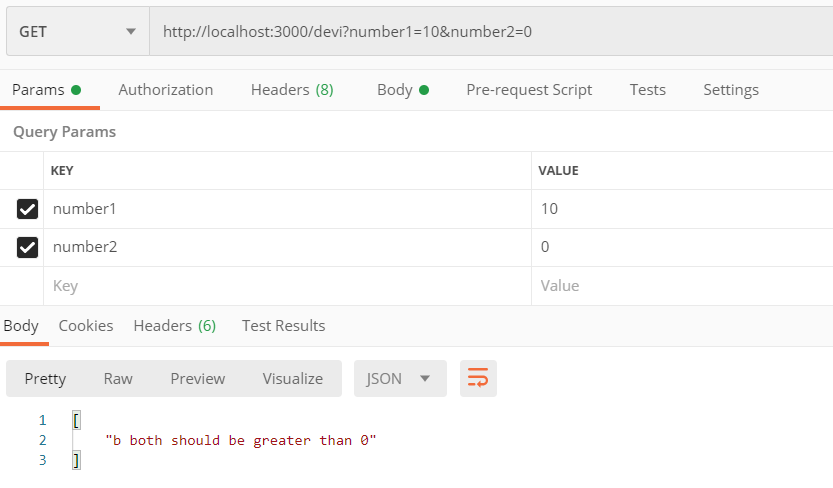 GET http://localhost:3000/devi?number1=10&number2=0
Params Authorization Headers (8) Body Pre-request Script Tests Settings
Query Params
KEY VALUE
number1 10
number2 0
Key Value
Body Cookies Headers (6) Test Results
Pretty Raw Preview Visualize JSON
1 [
2 "b both should be greater than 0"
3 ]